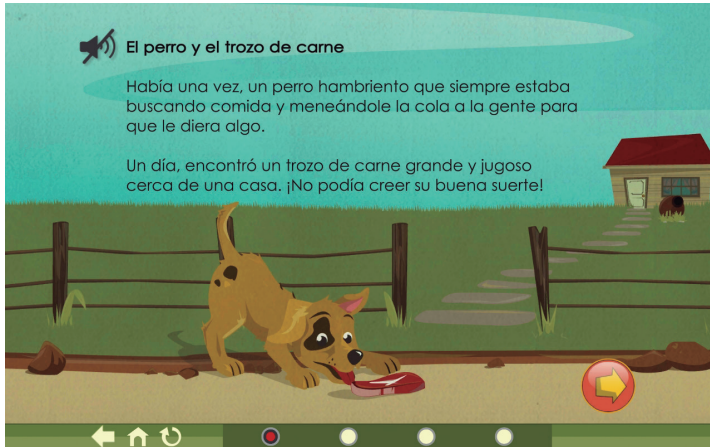 El perro y el trozo de carne
Había una vez, un perro hambriento que siempre estaba
buscando comida y meneándole la cola a la gente para
que le diera algo.
Un día, encontró un trozo de carne grande y jugoso
cerca de una casa. ¡No podía creer su buena suerte!